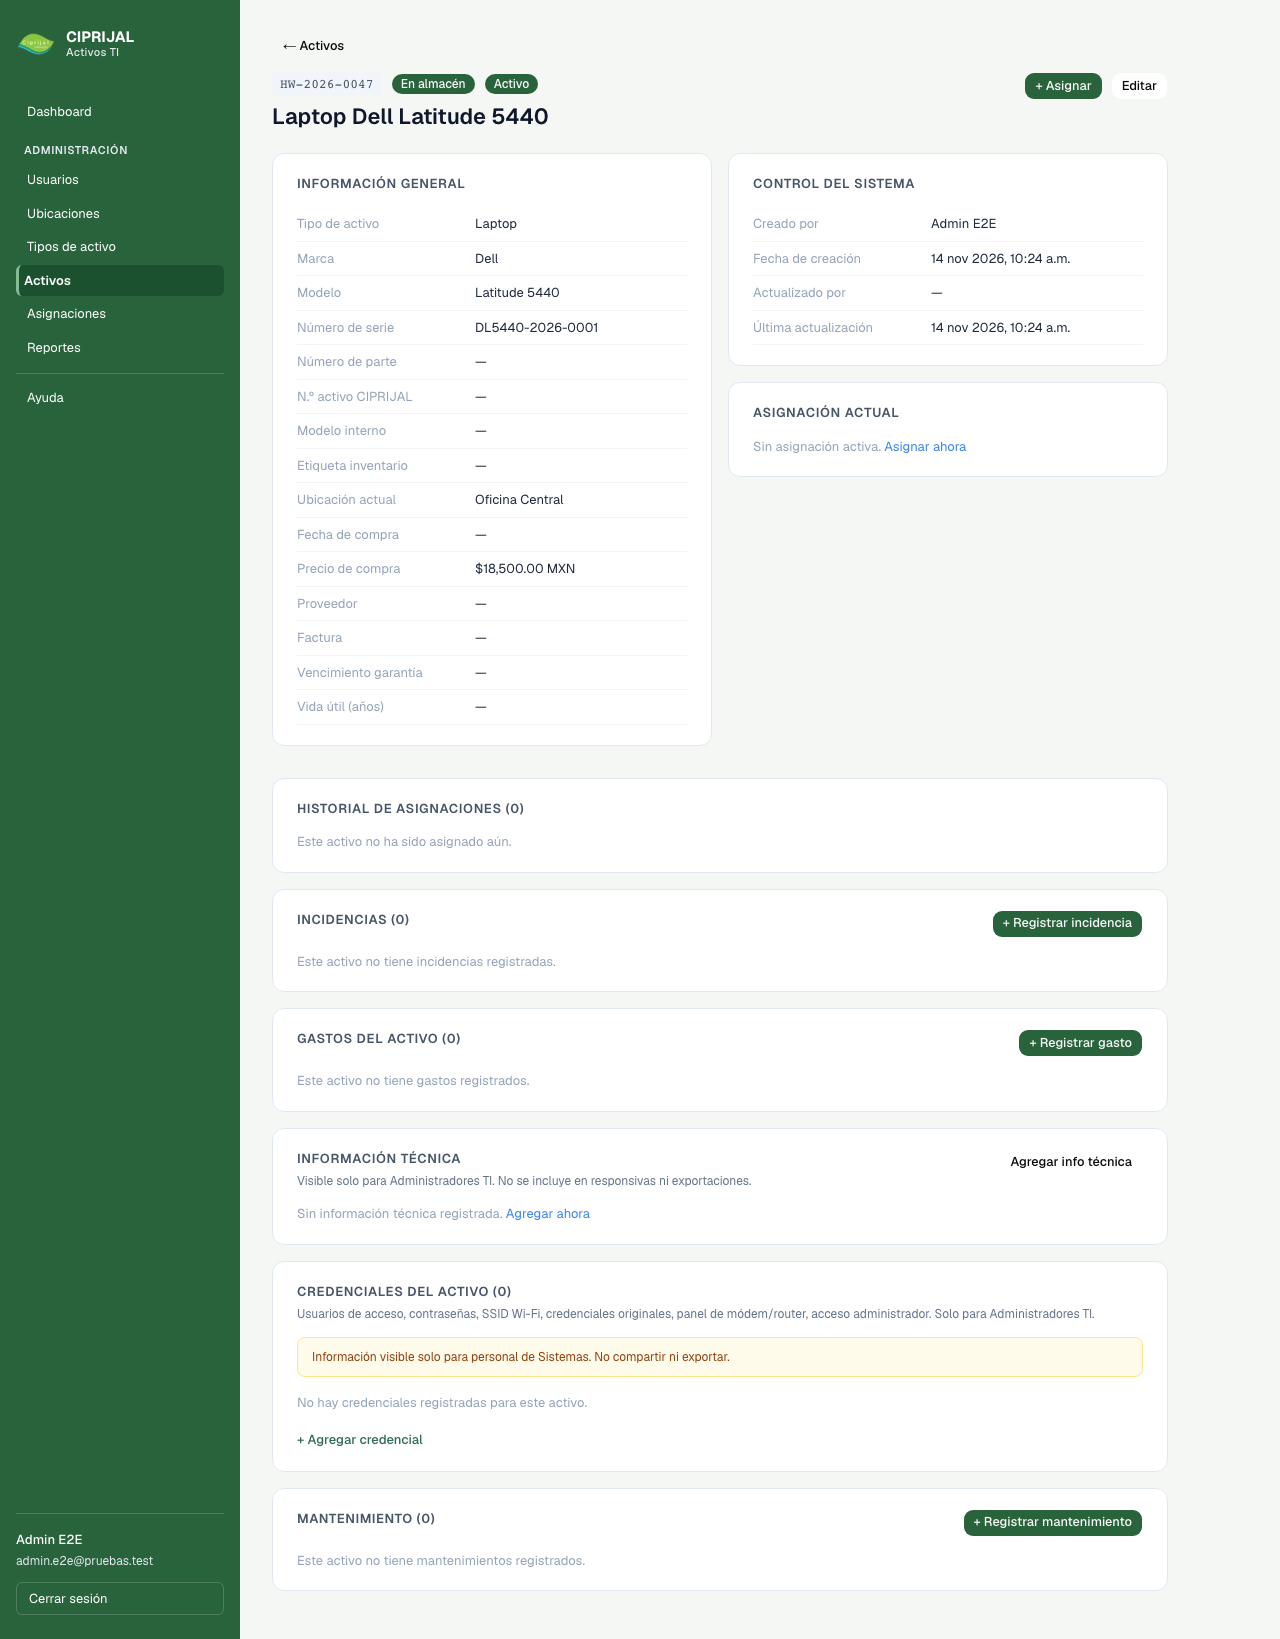 CIPRIJAL
Activos TI
Dashboard
ADMINISTRACIÓN
Usuarios
Ubicaciones
Tipos de activo
Activos
Asignaciones
Reportes
Ayuda
Admin E2E
admin.e2e@pruebas.test
Cerrar sesión
← Activos
HW-2026-0047 En almacén Activo
+ Asignar Editar
Laptop Dell Latitude 5440
INFORMACIÓN GENERAL
Tipo de activo Laptop
Marca Dell
Modelo Latitude 5440
Número de serie DL5440-2026-0001
Número de parte —
N.º activo CIPRIJAL —
Modelo interno —
Etiqueta inventario —
Ubicación actual Oficina Central
Fecha de compra —
Precio de compra $18,500.00 MXN
Proveedor —
Factura —
Vencimiento garantía —
Vida útil (años) —
CONTROL DEL SISTEMA
Creado por Admin E2E
Fecha de creación 14 nov 2026, 10:24 a.m.
Actualizado por —
Última actualización 14 nov 2026, 10:24 a.m.
ASIGNACIÓN ACTUAL
Sin asignación activa. Asignar ahora
HISTORIAL DE ASIGNACIONES (0)
Este activo no ha sido asignado aún.
INCIDENCIAS (0)
+ Registrar incidencia
Este activo no tiene incidencias registradas.
GASTOS DEL ACTIVO (0)
+ Registrar gasto
Este activo no tiene gastos registrados.
INFORMACIÓN TÉCNICA
Agregar info técnica
Visible solo para Administradores TI. No se incluye en responsivas ni exportaciones.
Sin información técnica registrada. Agregar ahora
CREDENCIALES DEL ACTIVO (0)
Usuarios de acceso, contraseñas, SSID Wi-Fi, credenciales originales, panel de módem/router, acceso administrador. Solo para Administradores TI.
Información visible solo para personal de Sistemas. No compartir ni exportar.
No hay credenciales registradas para este activo.
+ Agregar credencial
MANTENIMIENTO (0)
+ Registrar mantenimiento
Este activo no tiene mantenimientos registrados.